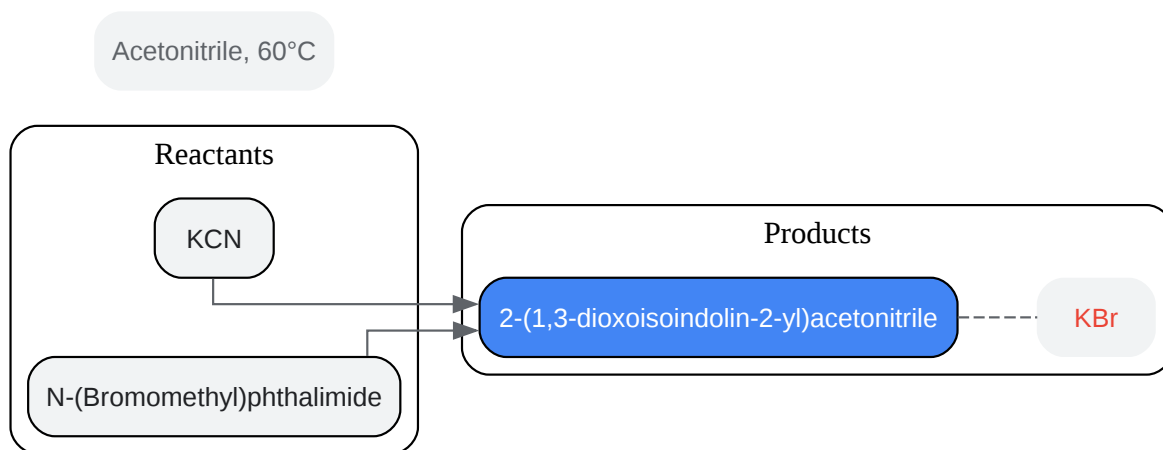 Acetonitrile, 60°C
Reactants
KCN
N-(Bromomethyl)phthalimide
Products
2-(1,3-dioxoisoindolin-2-yl)acetonitrile
KBr